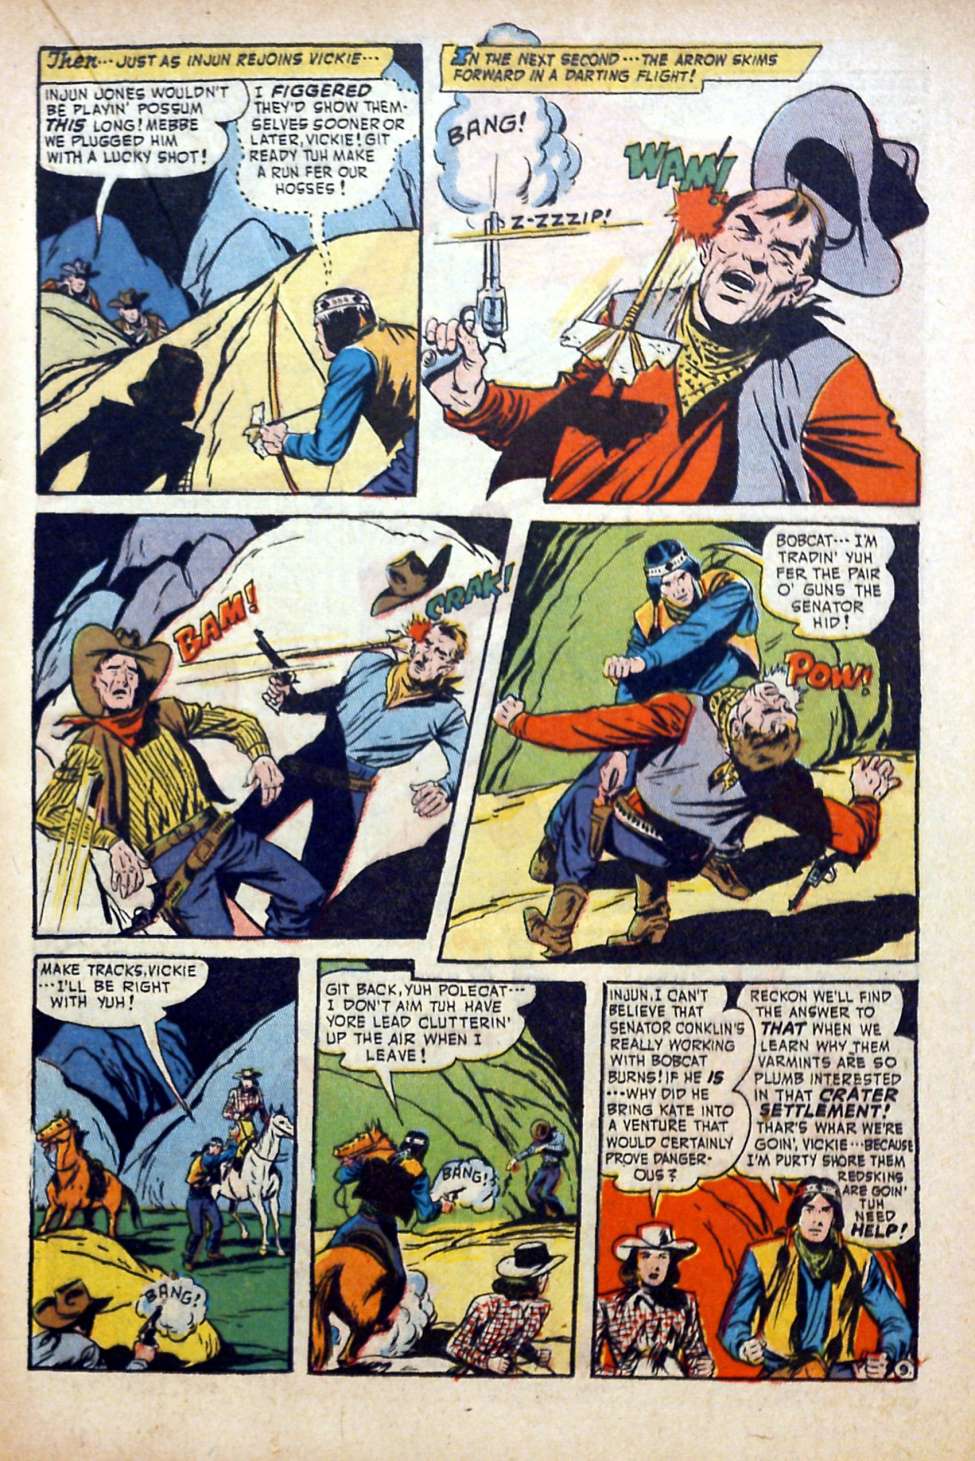 Then... JUST AS INJUN REJOINS VICKIE...
INJUN JONES WOULDN'T
BE PLAYIN' POSSUM
THIS LONG! MEBBE
WE PLUGGED HIM
WITH A LUCKY SHOT!
I FIGGERED
THEY'D SHOW THEM-
SELVES SOONER OR
LATER, VICKIE! GIT
READY TUH MAKE
A RUN FER OUR
HOSSES!
IN THE NEXT SECOND... THE ARROW SKIMS
FORWARD IN A DARTING FLIGHT!
BANG!
WAM!
Z-ZZZIP!
BAM!
CRAK!
BOBCAT... I'M
TRADIN' YUH
FER THE PAIR
O' GUNS THE
SENATOR
HID!
POW!
MAKE TRACKS, VICKIE
...I'LL BE RIGHT
WITH YUH!
BANG!
GIT BACK, YUH POLECAT...
I DON'T AIM TUH HAVE
YORE LEAD CLUTTERIN'
UP THE AIR WHEN I
LEAVE!
BANG!
INJUN, I CAN'T
BELIEVE THAT
SENATOR CONKLIN'S
REALLY WORKING
WITH BOBCAT
BURNS! IF HE IS
...WHY DID HE
BRING KATE INTO
A VENTURE THAT
WOULD CERTAINLY
PROVE DANGER-
OUS?
RECKON WE'LL FIND
THE ANSWER TO
THAT WHEN WE
LEARN WHY THEM
VARMINTS ARE SO
PLUMB INTERESTED
IN THAT CRATER
SETTLEMENT!
THAR'S WHAR WE'RE
GOIN', VICKIE... BECAUSE
I'M PURTY SHORE THEM
REDSKINS
ARE GOIN'
TUH
NEED
HELP!
9.